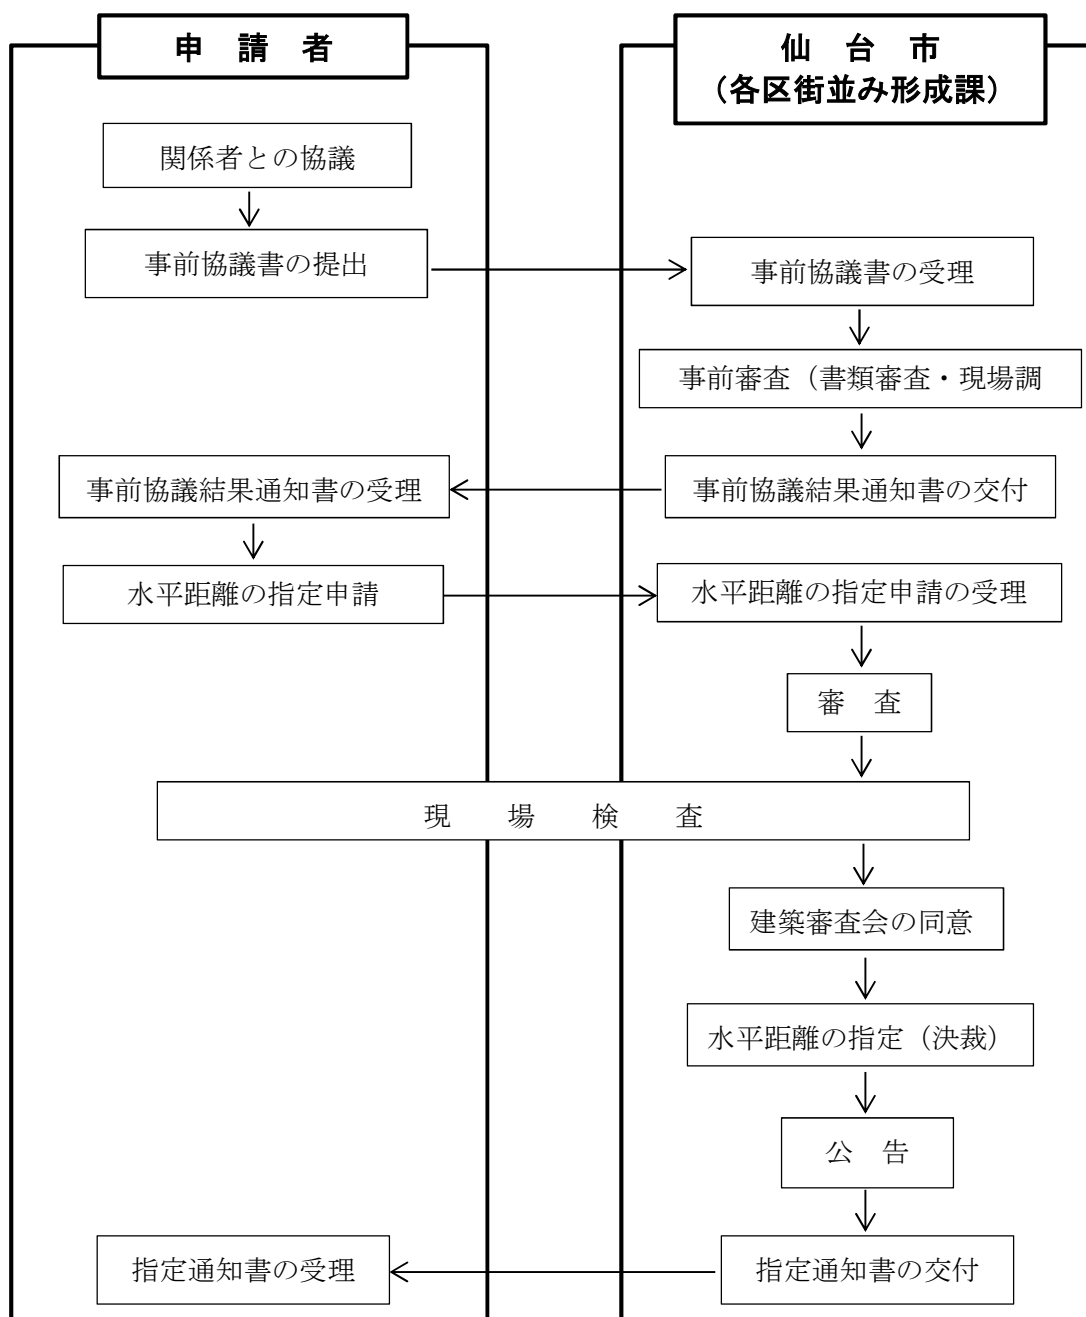 申 請 者
仙 台 市
（各区街並み形成課）
関係者との協議
事前協議書の提出
事前協議書の受理
事前審査（書類審査・現場調
事前協議結果通知書の受理
事前協議結果通知書の交付
水平距離の指定申請
水平距離の指定申請の受理
審 査
現 場 検 査
建築審査会の同意
水平距離の指定（決裁）
公 告
指定通知書の受理
指定通知書の交付